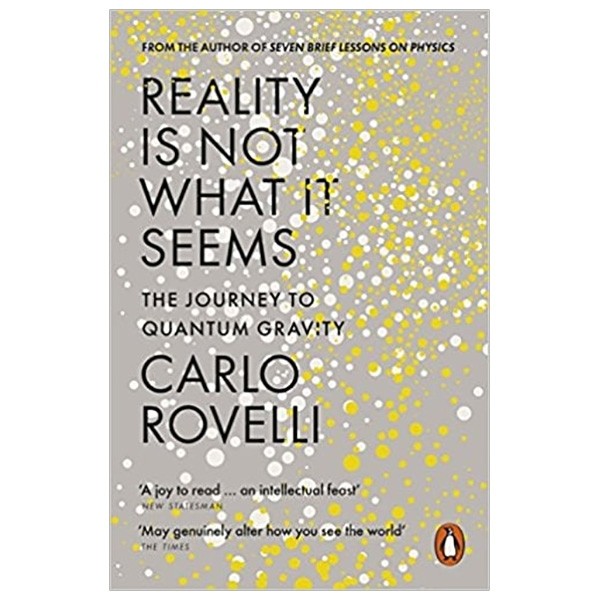 FROM THE AUTHOR OF SEVEN BRIEF LESSONS ON PHYSICS
REALITY
IS NOT
WHAT IT
SEEMS
THE JOURNEY TO
QUANTUM GRAVITY
CARLO
ROVELLI
‘A joy to read ... an intellectual feast’
NEW STATESMAN
‘May genuinely alter how you see the world’
THE TIMES